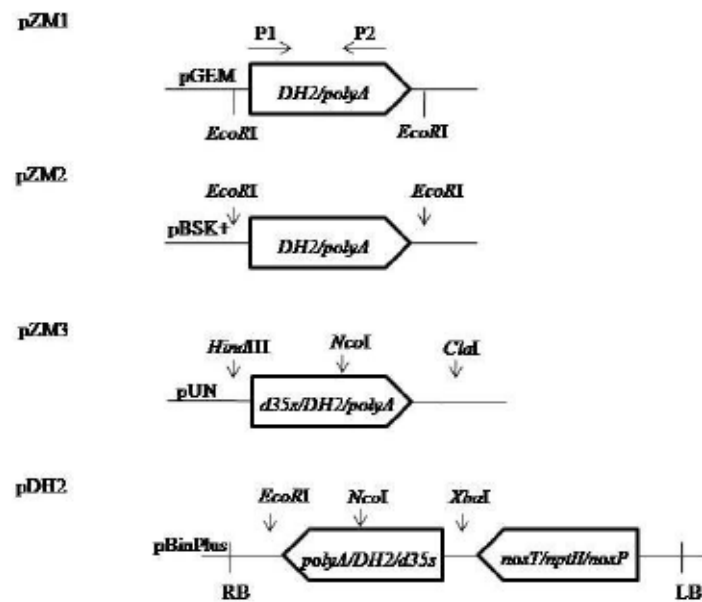 pZM1
P1 P2
pGEM DH2/polyA
EcoRI EcoRI
pZM2
EcoRI EcoRI
pBSK+ DH2/polyA
pZM3
HindIII NcoI ClaI
pUN d35s/DH2/polyA
pDH2
EcoRI NcoI XbaI
pBinPlus polyA/DH2/d35s nosT/nptII/nosP
RB LB